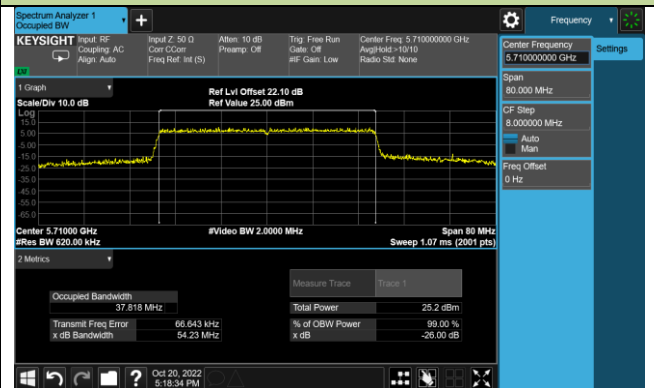 Spectrum Analyzer 1
Occupied BW
Frequency
KEYSIGHT
Input: RF
Coupling: AC
Align: Auto
Input Z: 50 Ω
Corr CCorr
Freq Ref: Int (S)
Atten: 10 dB
Preamp: Off
Trig: Free Run
Gate: Off
#IF Gain: Low
Center Freq: 5.710000000 GHz
Avg|Hold:>10/10
Radio Std: None
Center Frequency
5.710000000 GHz
Settings
Span
80.000 MHz
CF Step
8.000000 MHz
Auto
Man
Freq Offset
0 Hz
1 Graph
Scale/Div 10.0 dB
Ref Lvl Offset 22.10 dB
Ref Value 25.00 dBm
Log
15.0
5.00
-5.00
-15.0
-25.0
-35.0
-45.0
-55.0
-65.0
Center 5.71000 GHz
#Video BW 2.0000 MHz
Span 80 MHz
#Res BW 620.00 kHz
Sweep 1.07 ms (2001 pts)
2 Metrics
Measure Trace
Trace 1
Occupied Bandwidth
37.818 MHz
Total Power
25.2 dBm
Transmit Freq Error
66.643 kHz
% of OBW Power
99.00 %
x dB Bandwidth
54.23 MHz
x dB
-26.00 dB
?
Oct 20, 2022
5:18:34 PM